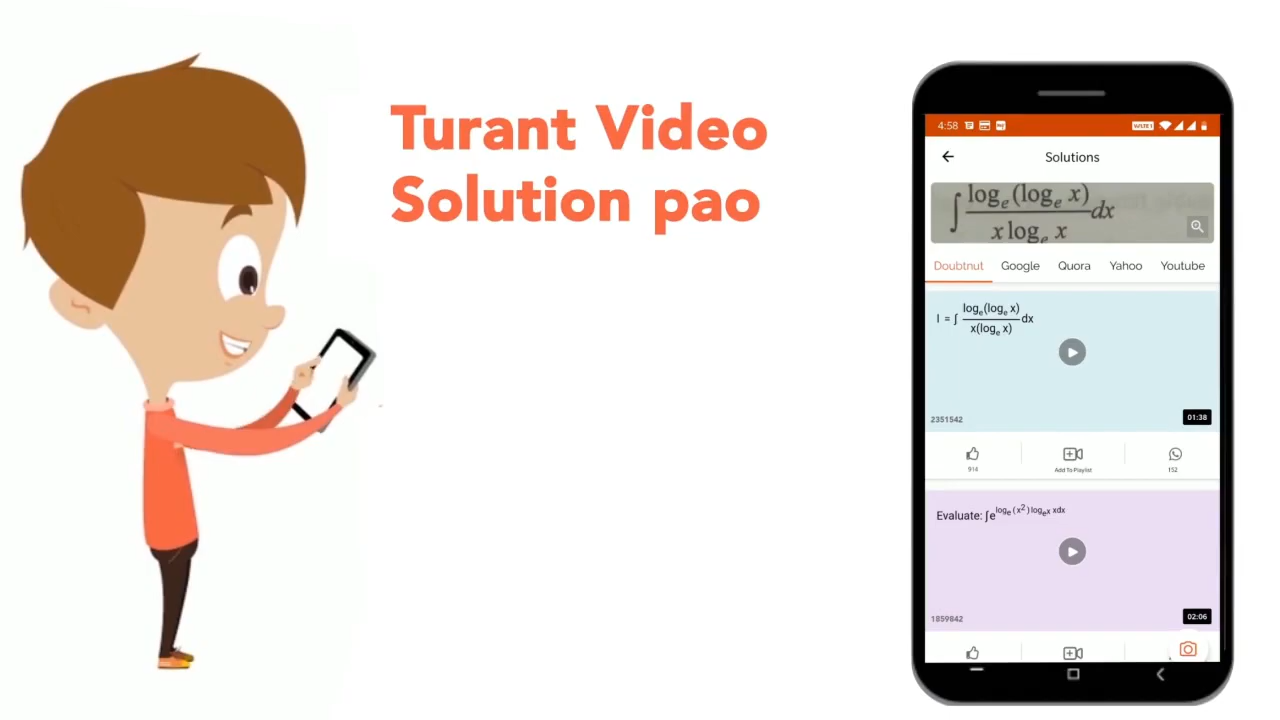 Turant Video
Solution pao
4:58
VoLTE1
Solutions
∫ logₑ(logₑ x) / x logₑ x dx
Doubtnut Google Quora Yahoo Youtube
I = ∫ logₑ(logₑ x) / x(logₑ x) dx
2351542
01:38
914
Add To Playlist
152
Evaluate: ∫e^logₑ(x²)logₑx xdx
1859842
02:06